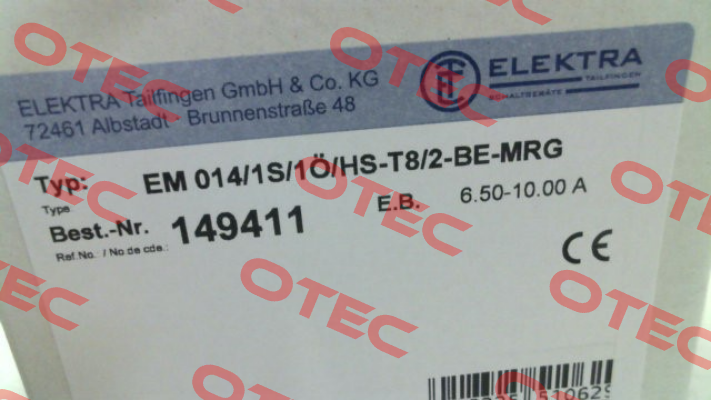 ELEKTRA Tailfingen GmbH & Co. KG
72461 Albstadt · Brunnenstraße 48
ELEKTRA
TAILFINGEN
SCHALTGERÄTE
Typ: EM 014/1S/1Ö/HS-T8/2-BE-MRG
Type
E.B. 6.50-10.00 A
Best.-Nr. 149411
Ref.No. / No de cde.:
CE
OTEC
OTEC
OTEC
OTEC
OTEC
OTEC
OTEC
OTEC
OTEC